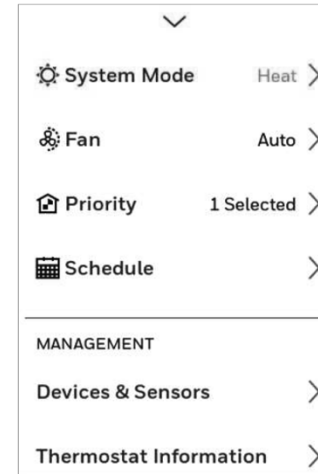 System Mode Heat
Fan Auto
Priority 1 Selected
Schedule
MANAGEMENT
Devices & Sensors
Thermostat Information